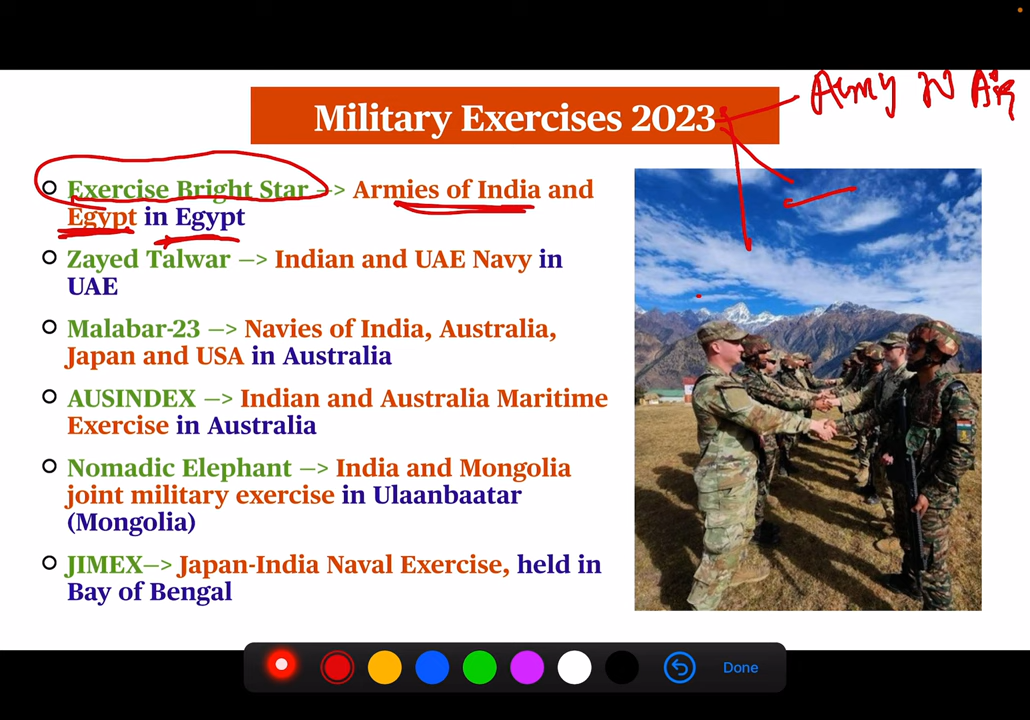 Army N Air
Military Exercises 2023
Exercise Bright Star –> Armies of India and
Egypt in Egypt
Zayed Talwar –> Indian and UAE Navy in
UAE
Malabar-23 –> Navies of India, Australia,
Japan and USA in Australia
AUSINDEX –> Indian and Australia Maritime
Exercise in Australia
Nomadic Elephant –> India and Mongolia
joint military exercise in Ulaanbaatar
(Mongolia)
JIMEX–> Japan-India Naval Exercise, held in
Bay of Bengal
Done